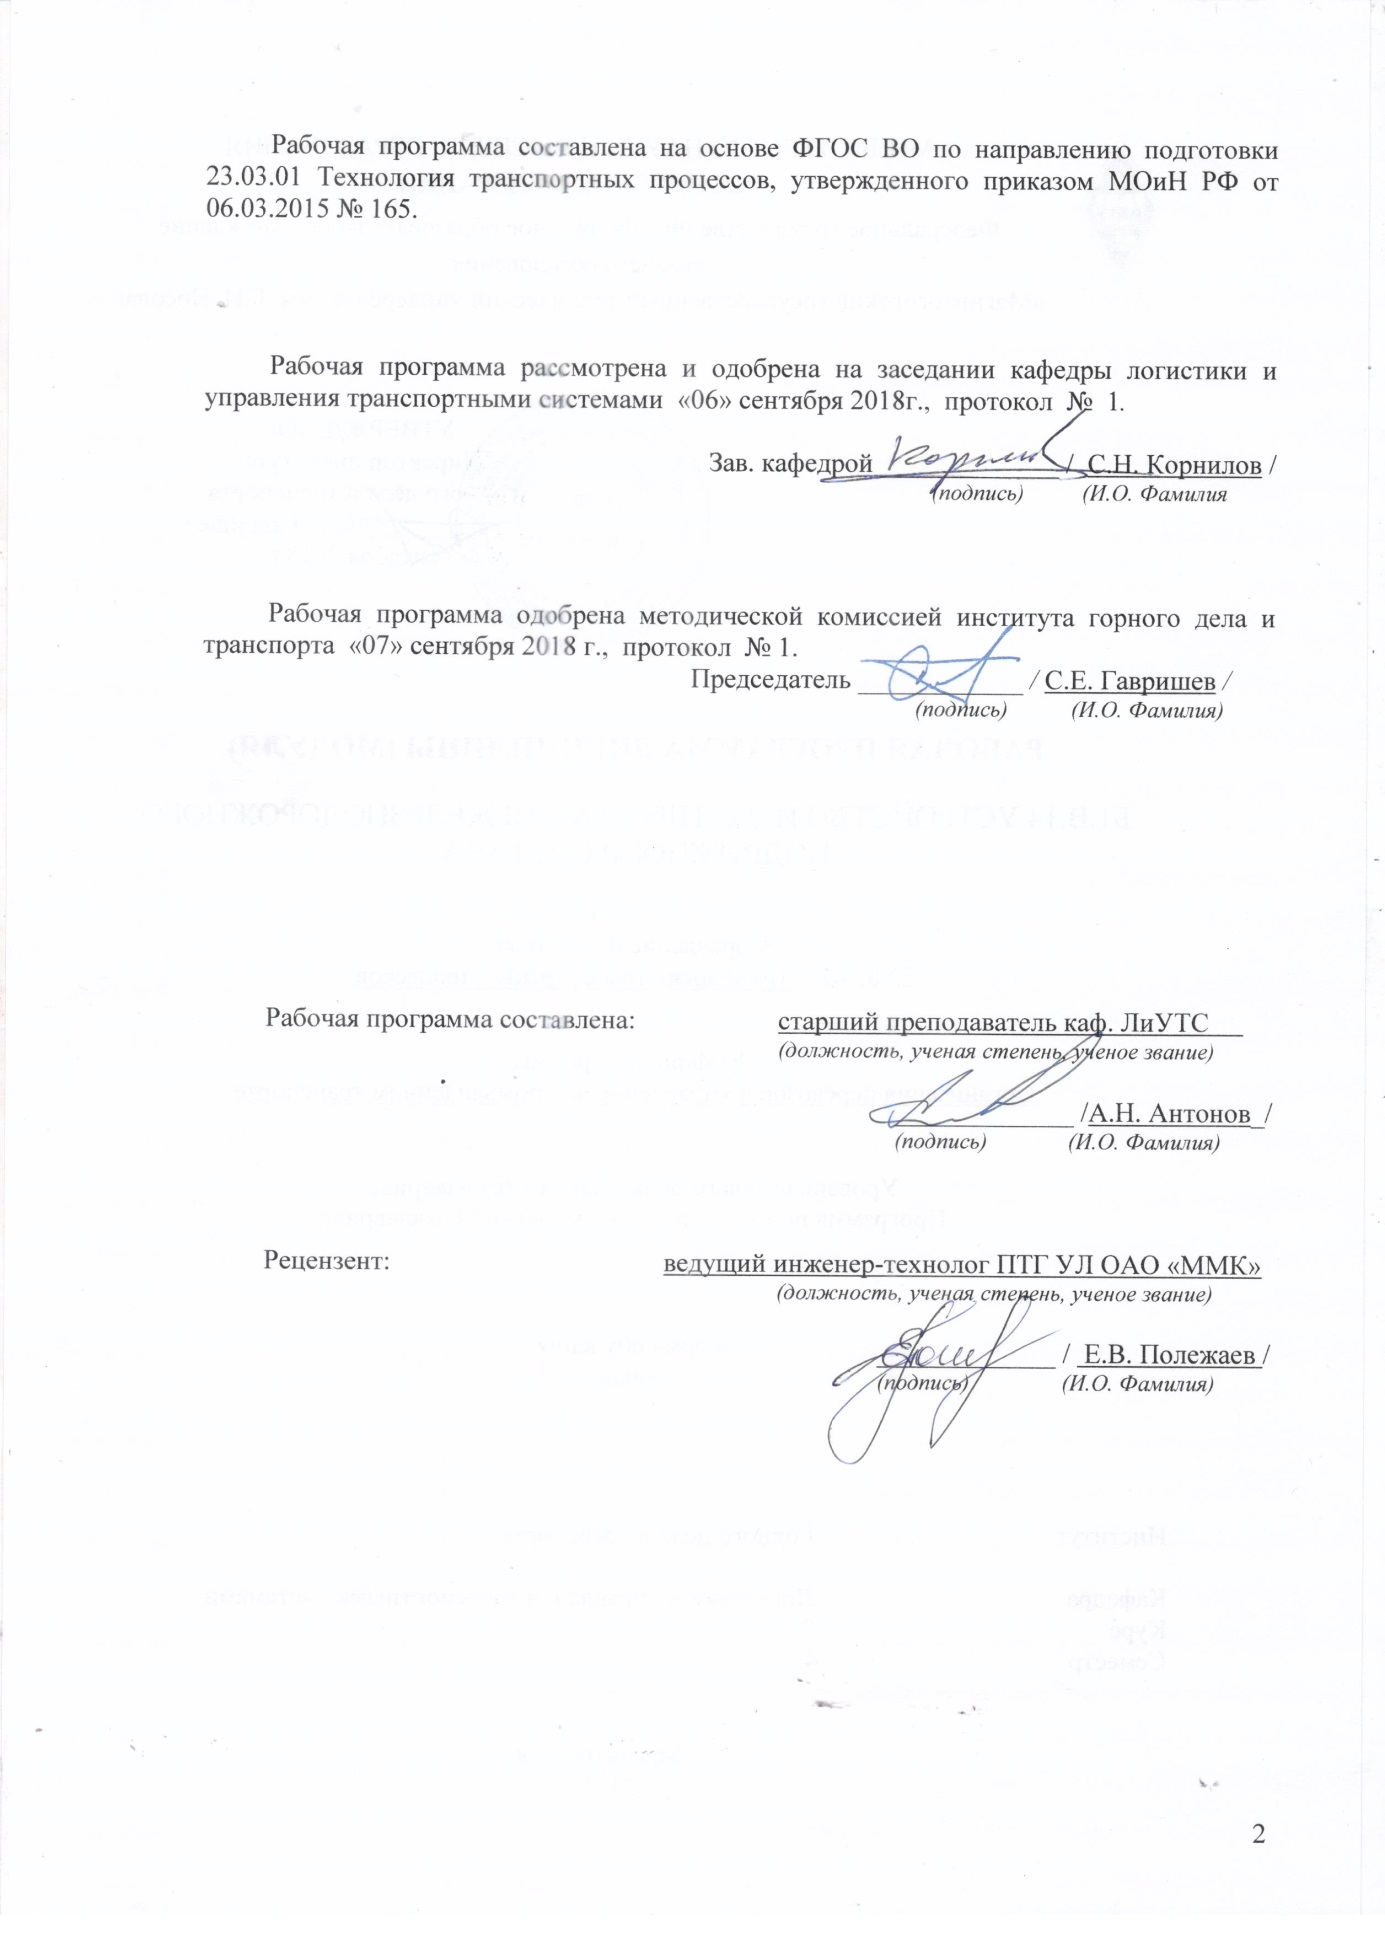 Рабочая программа составлена на основе ФГОС ВО по направлению подготовки
23.03.01 Технология транспортных процессов, утвержденного приказом МОиН РФ от
06.03.2015 № 165.
Рабочая программа рассмотрена и одобрена на заседании кафедры логистики и
управления транспортными системами «06» сентября 2018г., протокол № 1.
Зав. кафедрой / С.Н. Корнилов /
(подпись) (И.О. Фамилия
Рабочая программа одобрена методической комиссией института горного дела и
транспорта «07» сентября 2018 г., протокол № 1.
Председатель / С.Е. Гавришев /
(подпись) (И.О. Фамилия)
Рабочая программа составлена: старший преподаватель каф. ЛиУТС
(должность, ученая степень, ученое звание)
/А.Н. Антонов /
(подпись) (И.О. Фамилия)
Рецензент: ведущий инженер-технолог ПТГ УЛ ОАО «ММК»
(должность, ученая степень, ученое звание)
/ Е.В. Полежаев /
(подпись) (И.О. Фамилия)
2